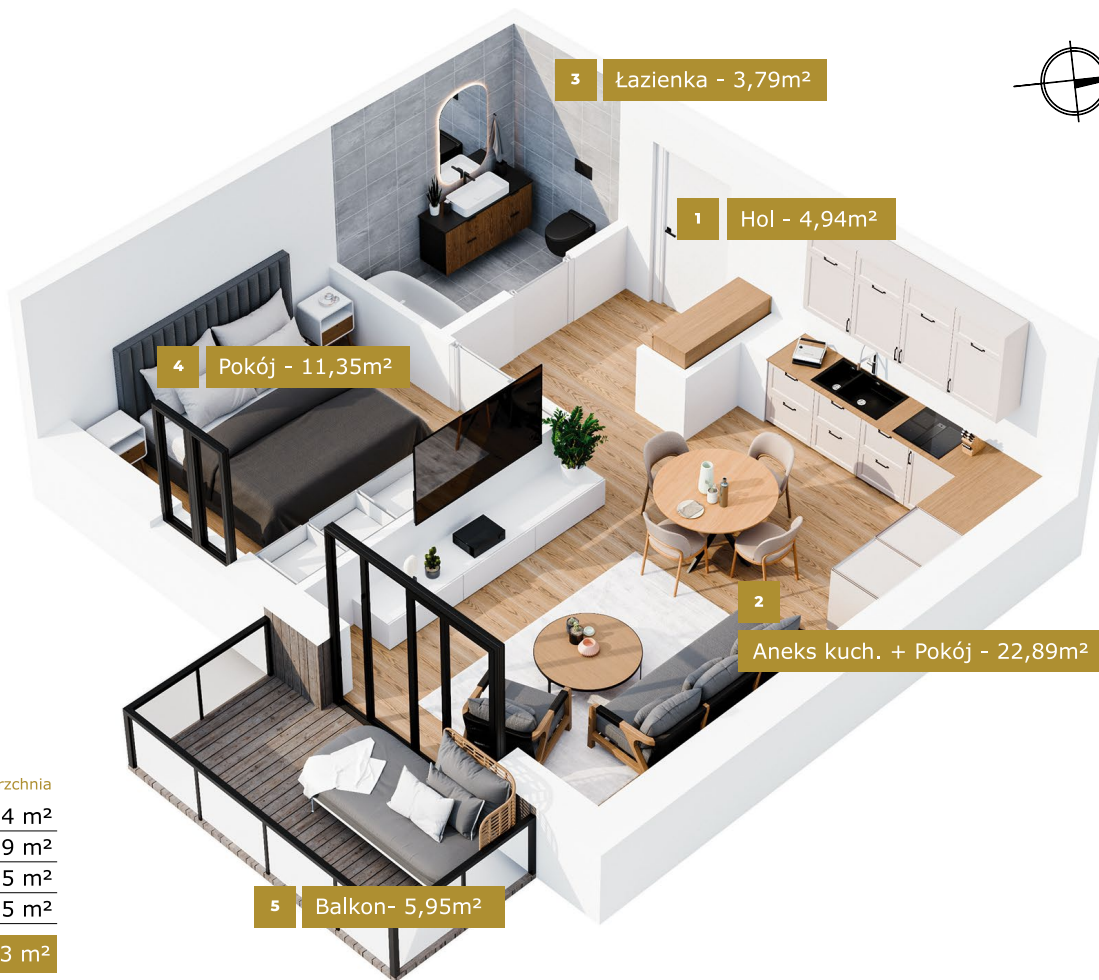 3 Łazienka - 3,79m²
1 Hol - 4,94m²
4 Pokój - 11,35m²
2
Aneks kuch. + Pokój - 22,89m²
rzchnia
4 m²
9 m²
5 m²
5 m²
3 m²
5 Balkon- 5,95m²